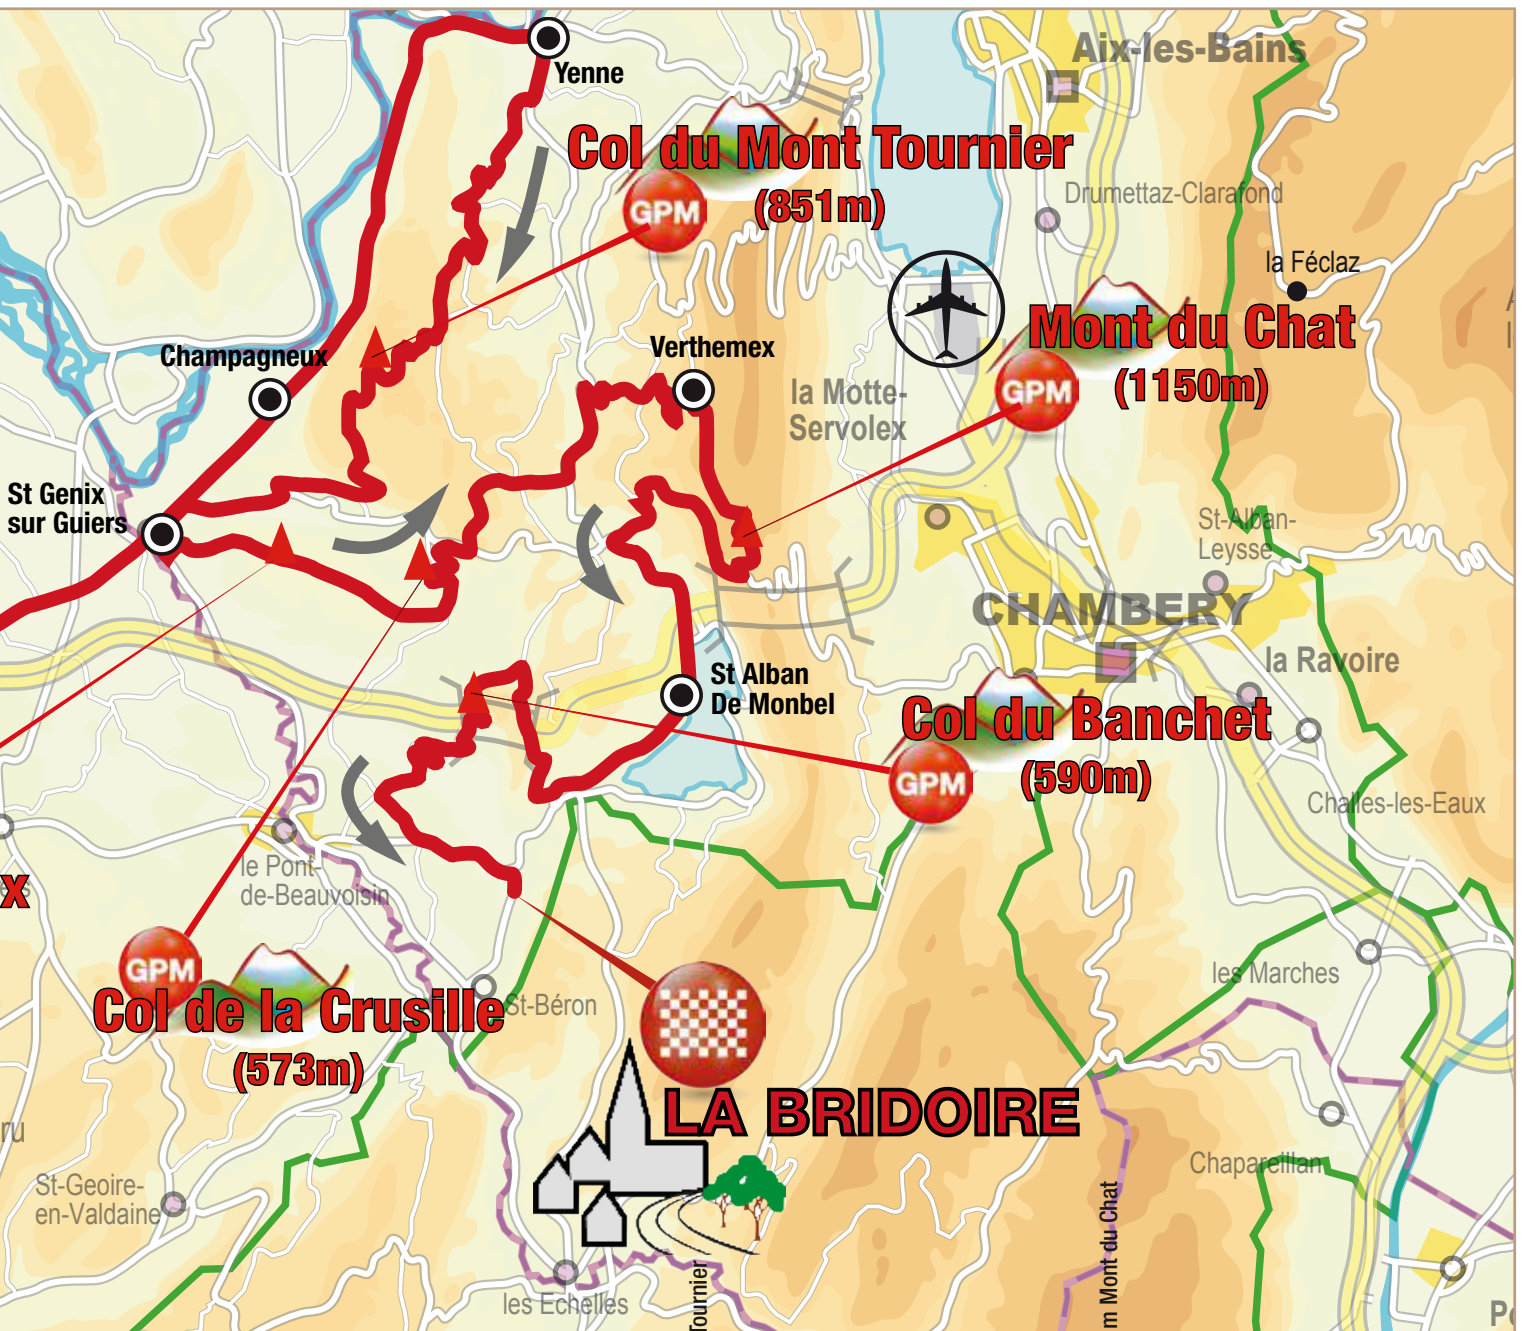 Yenne
Aix-les-Bains
Col du Mont Tournier
(851m)
GPM
Drumettaz-Clarafond
la Féclaz
Champagneux
Verthemex
Mont du Chat
(1150m)
GPM
la Motte-
Servolex
St Genix
sur Guiers
St-Alban-
Leysse
CHAMBERY
la Ravoire
St Alban
De Monbel
Col du Banchet
(590m)
GPM
Challes-les-Eaux
le Pont-
de-Beauvoisin
x
GPM
Col de la Crusille
(573m)
St-Béron
les Marches
LA BRIDOIRE
Chapareillan
St-Geoire-
en-Valdaine
les Echelles
Tournier
m Mont du Chat
ru